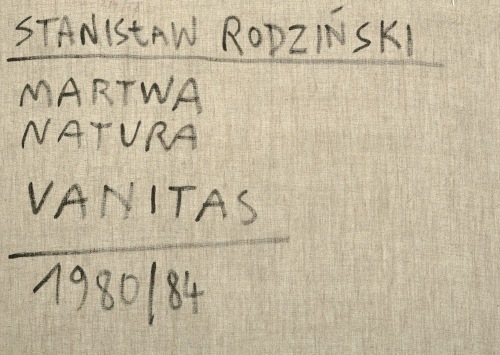 STANISłAW RODZIŃSKI
MARTWA
NATURA
VANITAS
1980/84